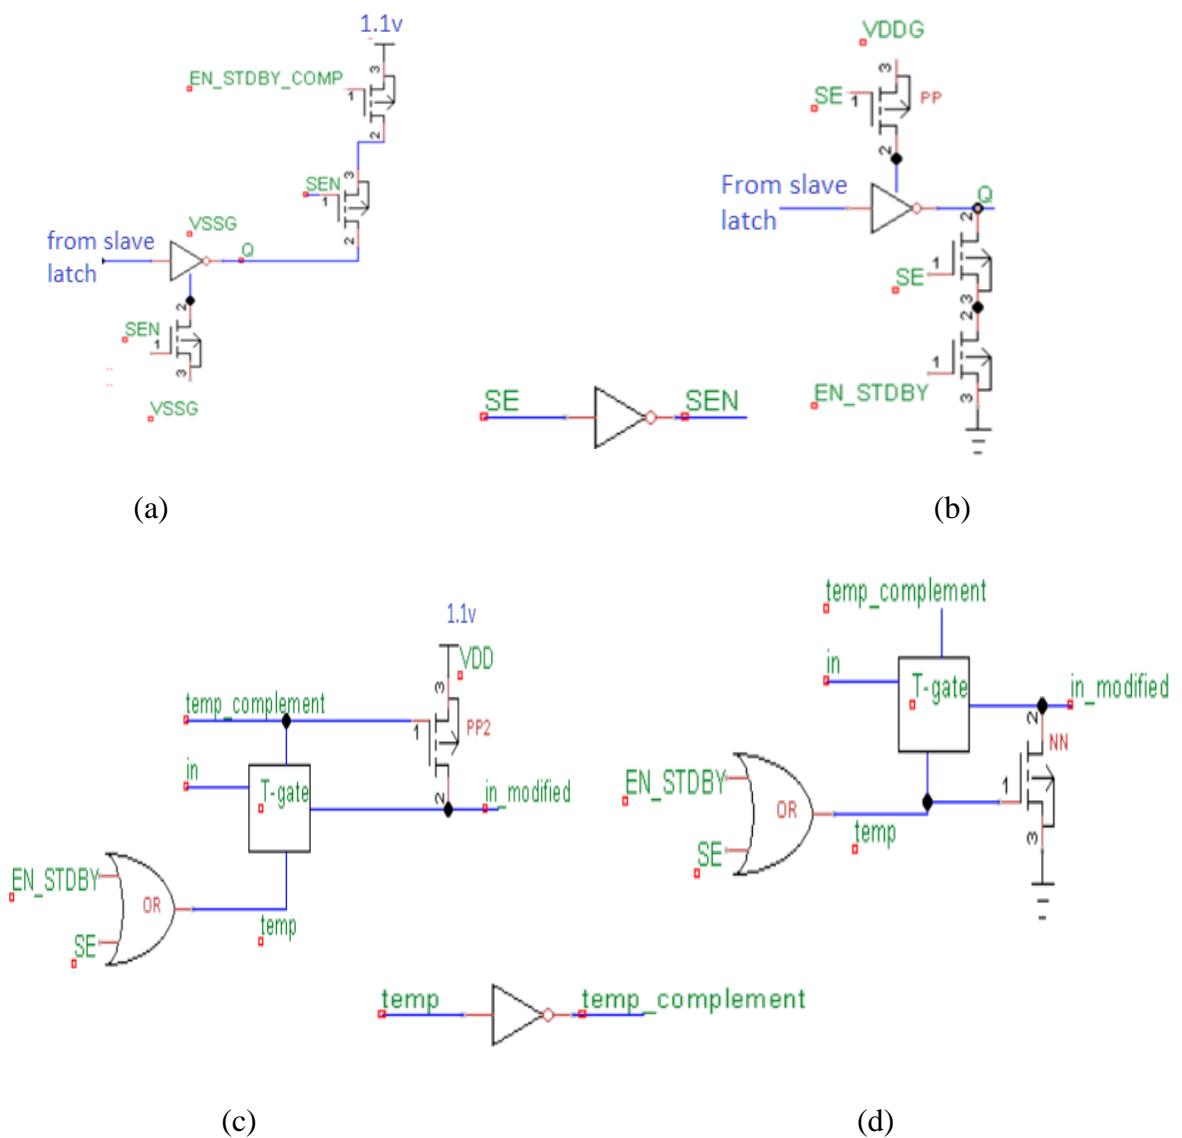 1.1v
3
EN_STDBY_COMP
1
2
3
SEN
1
2
VSSG
from slave
latch
Q
2
SEN
1
3
VSSG
VDDG
3
SE
1
PP
2
From slave
latch
Q
2
1
SE
3
2
1
EN_STDBY
3
SE
SEN
(a)
(b)
1.1v
VDD
3
temp_complement
1
PP2
in
T-gate
2
in_modified
EN_STDBY
OR
SE
temp
temp_complement
in
T-gate
in_modified
2
NN
EN_STDBY
1
OR
temp
SE
3
temp
temp_complement
(c)
(d)